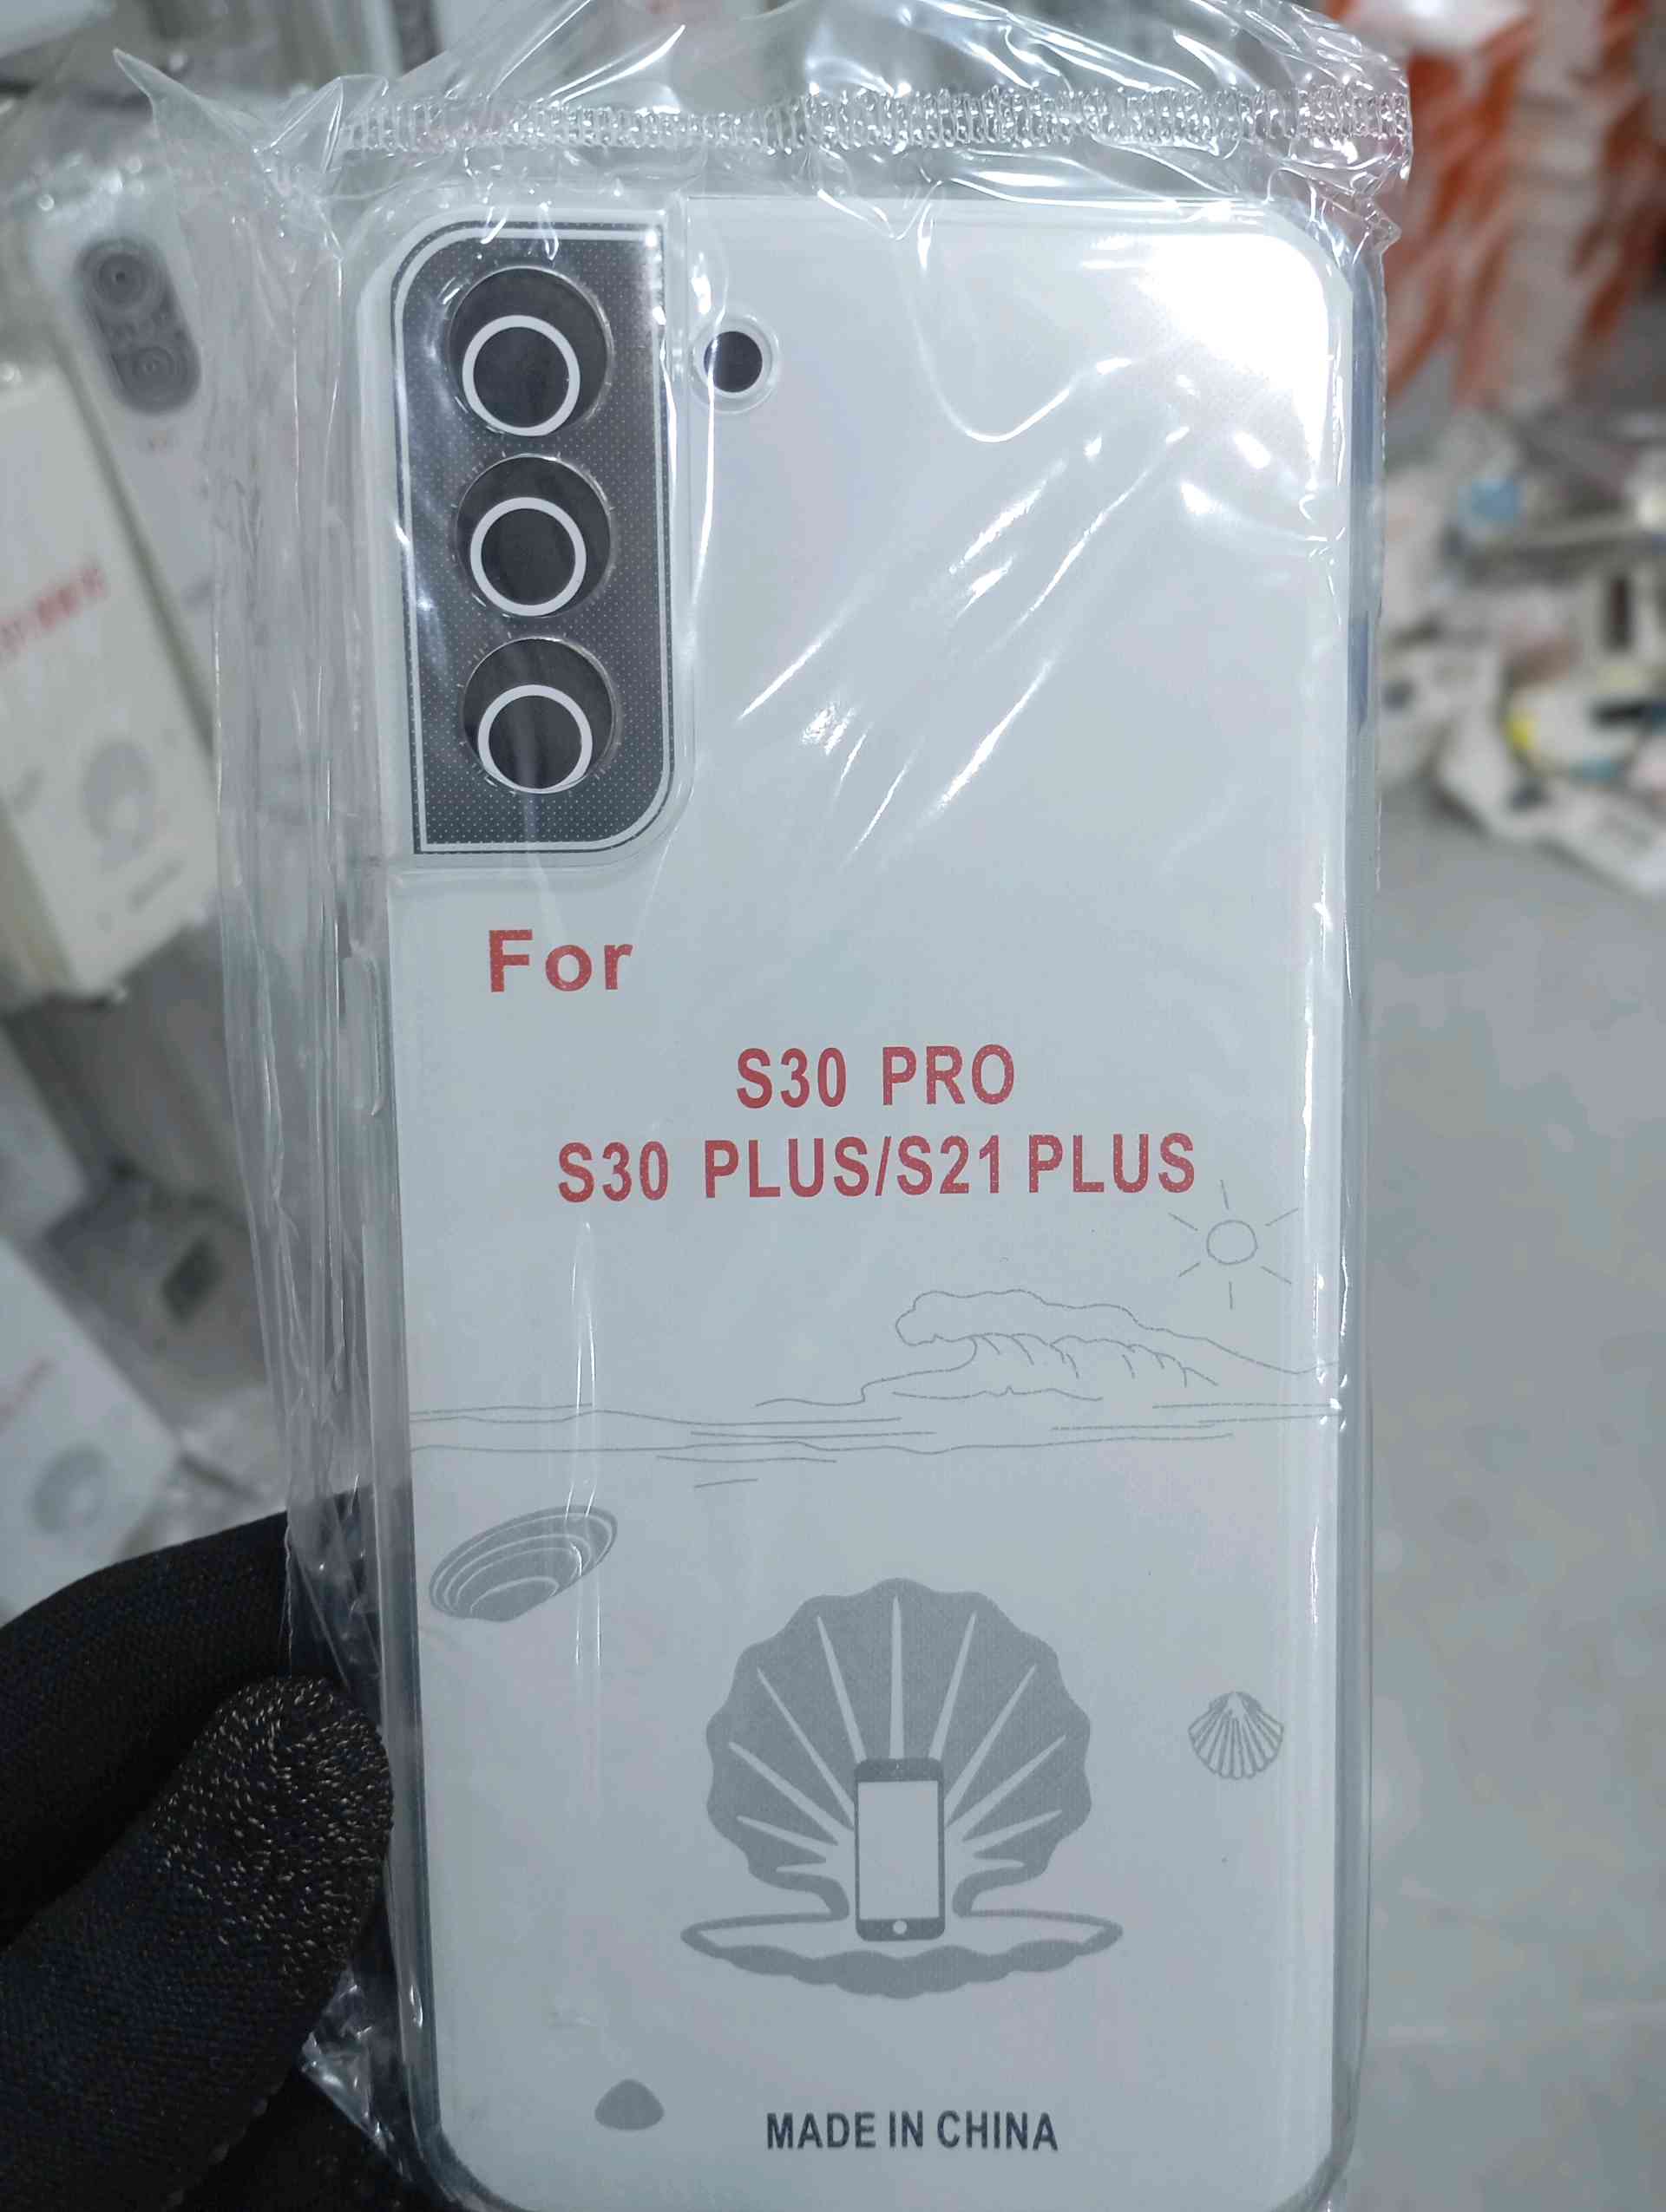 For
S30 PRO
S30 PLUS/S21 PLUS
MADE IN CHINA